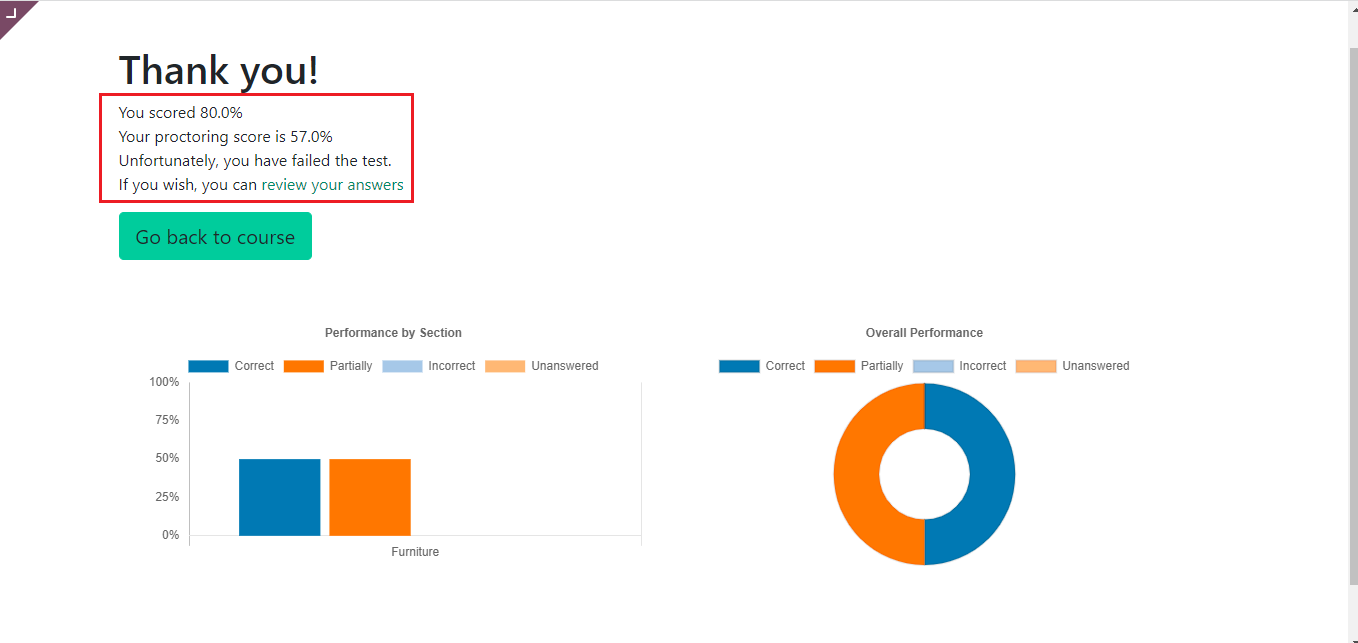 Thank you!
You scored 80.0%
Your proctoring score is 57.0%
Unfortunately, you have failed the test.
If you wish, you can review your answers
Go back to course
Performance by Section
Correct Partially Incorrect Unanswered
100%
75%
50%
25%
0%
Furniture
Overall Performance
Correct Partially Incorrect Unanswered